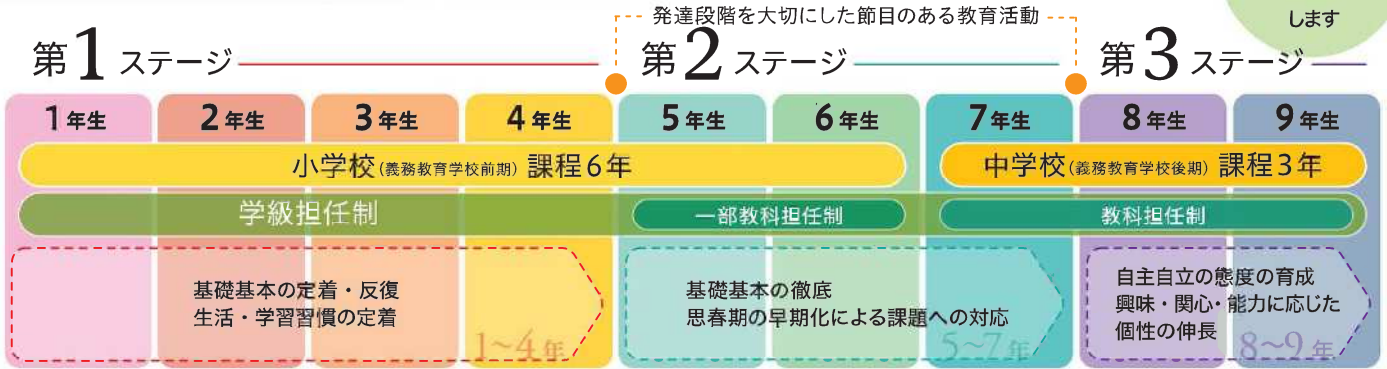 発達段階を大切にした節目のある教育活動
します
第1ステージ
第2ステージ
第3ステージ
1年生
2年生
3年生
4年生
5年生
6年生
7年生
8年生
9年生
小学校(義務教育学校前期)課程6年
中学校(義務教育学校後期)課程3年
学級担任制
一部教科担任制
教科担任制
基礎基本の定着・反復
生活・学習習慣の定着
1〜4年
基礎基本の徹底
思春期の早期化による課題への対応
5〜7年
自主自立の態度の育成
興味・関心・能力に応じた
個性の伸長
8〜9年